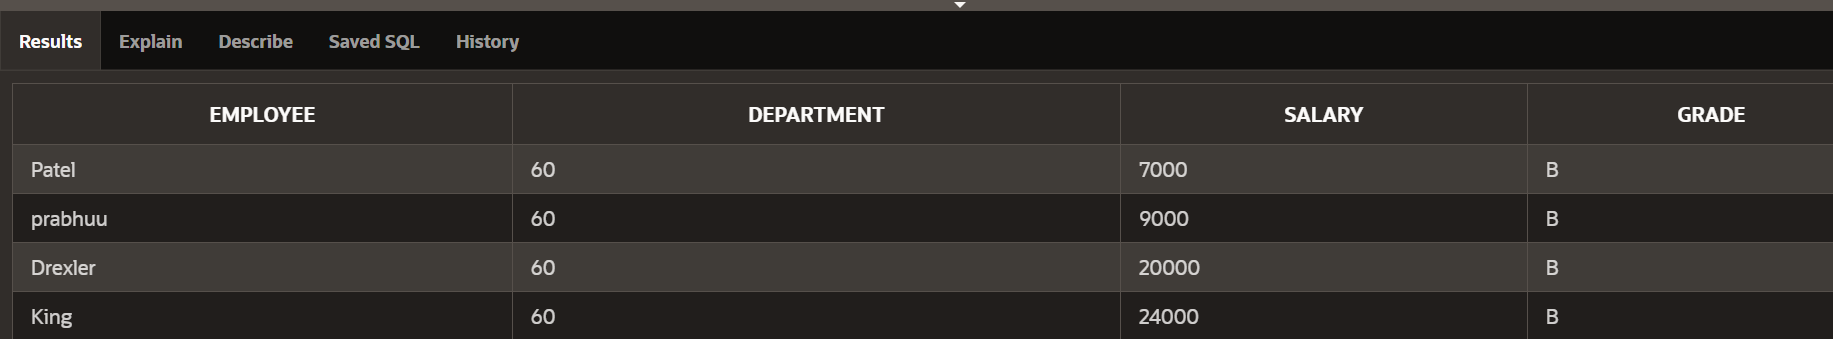 Results Explain Describe Saved SQL History
EMPLOYEE DEPARTMENT SALARY GRADE
Patel 60 7000 B
prabhuu 60 9000 B
Drexler 60 20000 B
King 60 24000 B